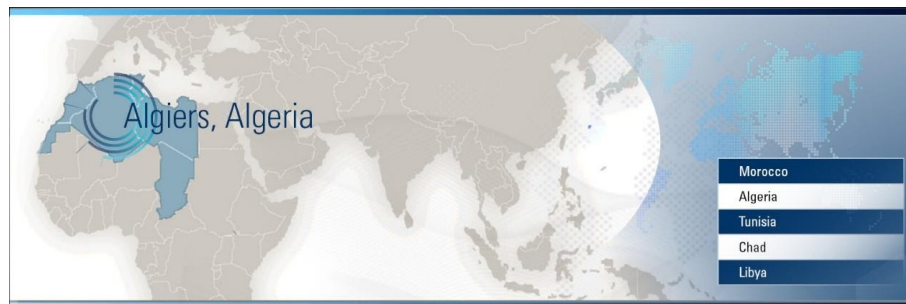 Algiers, Algeria
Morocco
Algeria
Tunisia
Chad
Libya